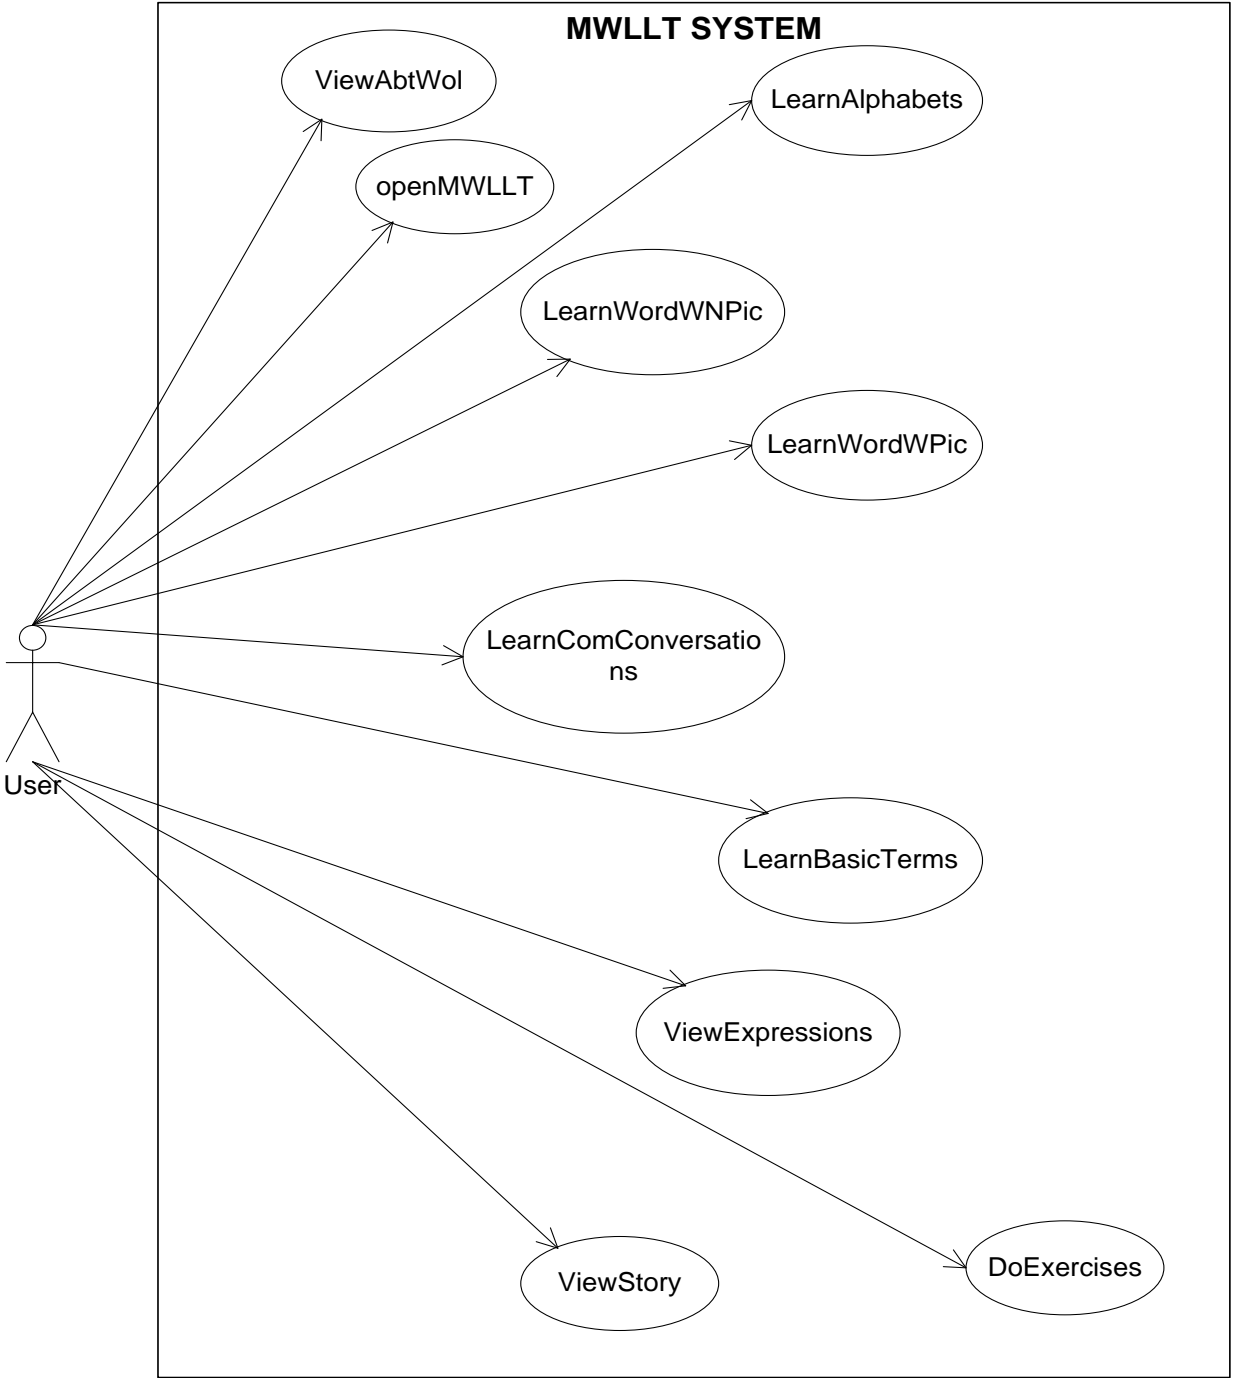 MWLLT SYSTEM
ViewAbtWol
LearnAlphabets
openMWLLT
LearnWordWNPic
LearnWordWPic
LearnComConversatio
ns
User
LearnBasicTerms
ViewExpressions
DoExercises
ViewStory